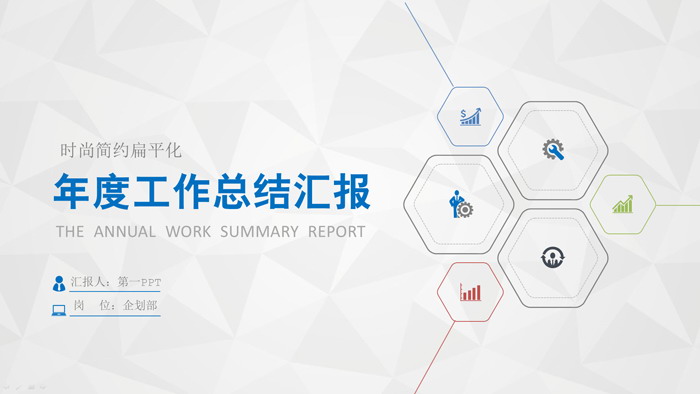 时尚简约扁平化
年度工作总结汇报
THE ANNUAL WORK SUMMARY REPORT
汇报人：第一PPT
岗 位：企划部
$